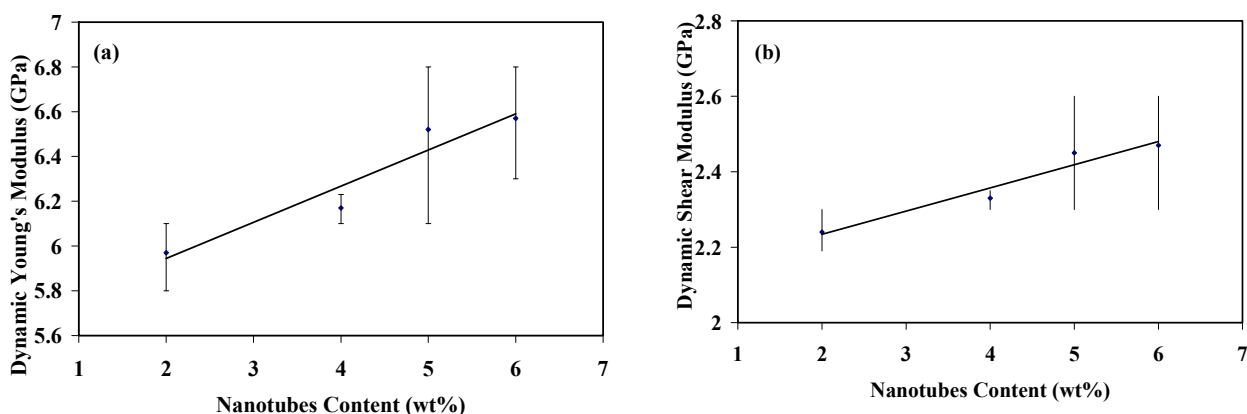 (a)
Dynamic Young's Modulus (GPa)
7
6.8
6.6
6.4
6.2
6
5.8
5.6
1 2 3 4 5 6 7
Nanotubes Content (wt%)
(b)
Dynamic Shear Modulus (GPa)
2.8
2.6
2.4
2.2
2
1 2 3 4 5 6 7
Nanotubes Content (wt%)